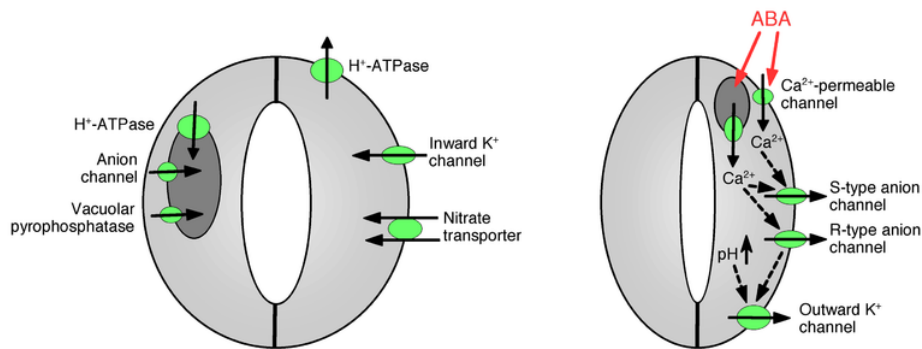 H⁺-ATPase
H⁺-ATPase
Anion
channel
Vacuolar
pyrophosphatase
Inward K⁺
channel
Nitrate
transporter
ABA
Ca²⁺-permeable
channel
Ca²⁺
Ca²⁺
S-type anion
channel
R-type anion
channel
pH
Outward K⁺
channel